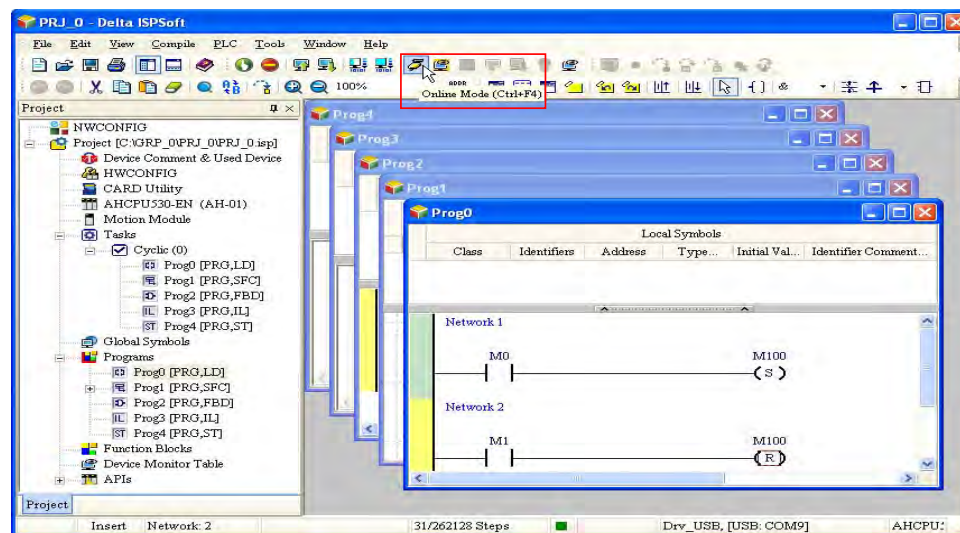 PRJ_0 - Delta ISPSoft
File Edit View Compile PLC Tools Window Help
100%
Online Mode (Ctrl+F4)
Project
NWCONFIG
Project [C:\GRP_0\PRJ_0\PRJ_0.isp]
Device Comment & Used Device
HWCONFIG
CARD Utility
AHCPU530-EN (AH-01)
Motion Module
Tasks
Cyclic (0)
Prog0 [PRG,LD]
Prog1 [PRG,SFC]
Prog2 [PRG,FBD]
Prog3 [PRG,IL]
Prog4 [PRG,ST]
Global Symbols
Programs
Prog0 [PRG,LD]
Prog1 [PRG,SFC]
Prog2 [PRG,FBD]
Prog3 [PRG,IL]
Prog4 [PRG,ST]
Function Blocks
Device Monitor Table
APIs
Project
Prog4
Prog3
Prog2
Prog1
Prog0
Local Symbols
Class Identifiers Address Type... Initial Val... Identifier Comment...
Network 1
M0 M100
S
Network 2
M1 M100
R
Insert Network: 2 31/262128 Steps Drv_USB, [USB: COM9] AHCPU: